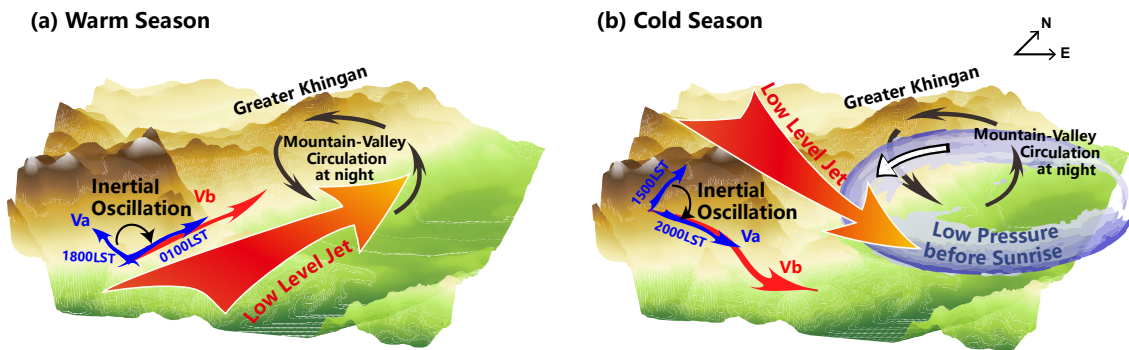 (a) Warm Season
Greater Khingan
Mountain-Valley
Circulation
at night
Inertial
Oscillation
Va
Vb
1800LST
0100LST
Low Level Jet
(b) Cold Season
N
E
Greater Khingan
Low Level Jet
Mountain-Valley
Circulation
at night
1500LST
Inertial
Oscillation
2000LST
Va
Vb
Low Pressure
before Sunrise